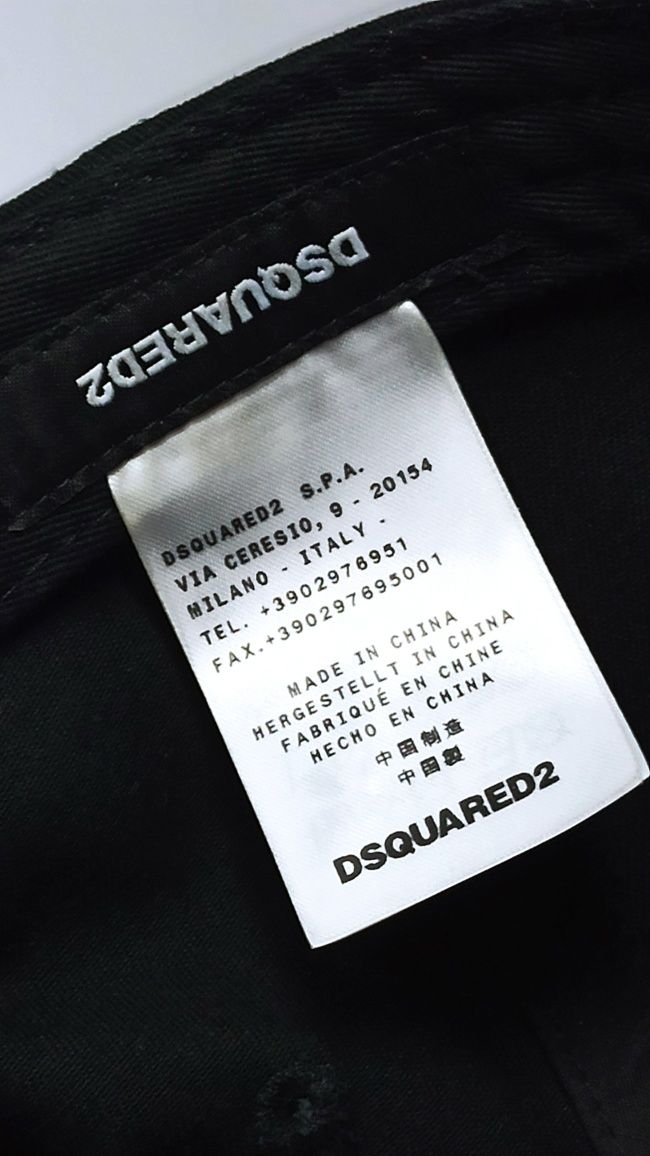 DSQUARED2
DSQUARED2 S.P.A.
VIA CERESIO, 9 - 20154
MILANO - ITALY -
TEL. +3902976951
FAX.+390297695001
MADE IN CHINA
HERGESTELLT IN CHINA
FABRIQUÉ EN CHINE
HECHO EN CHINA
中国制造
中国製
DSQUARED2